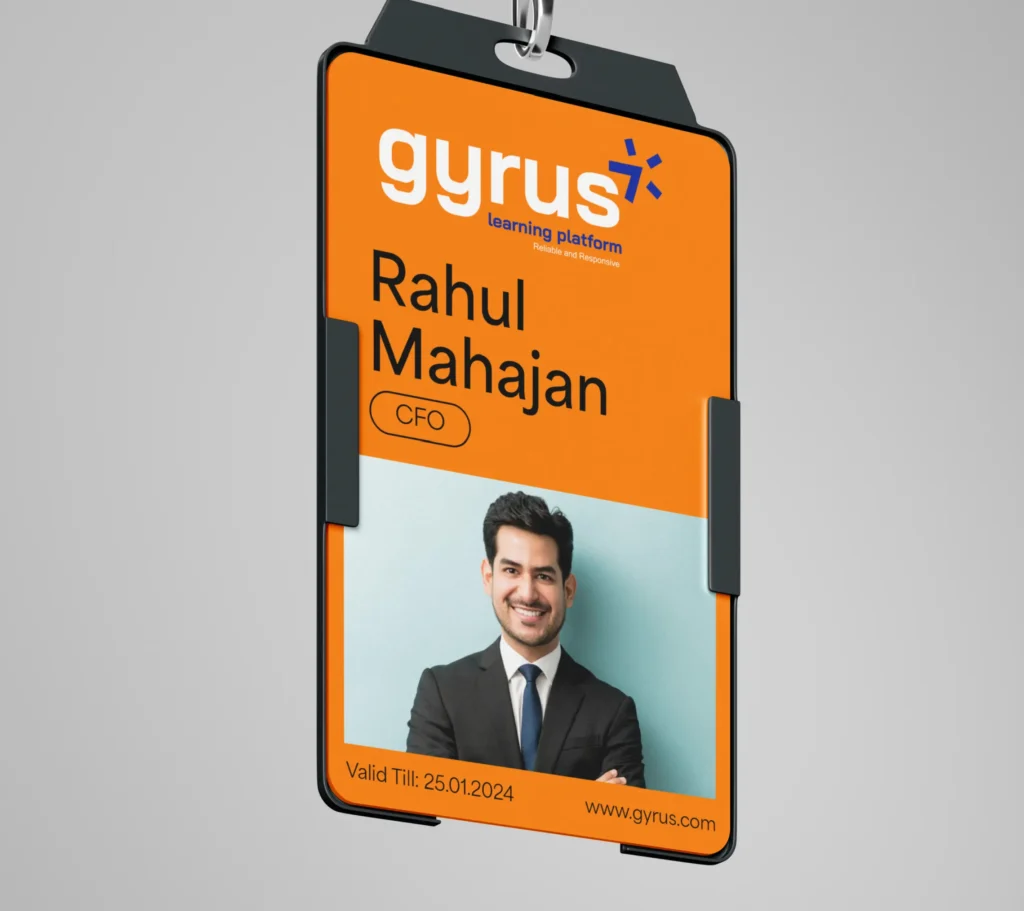 gyrus
learning platform
Reliable and Responsive
Rahul
Mahajan
CFO
Valid Till: 25.01.2024
www.gyrus.com